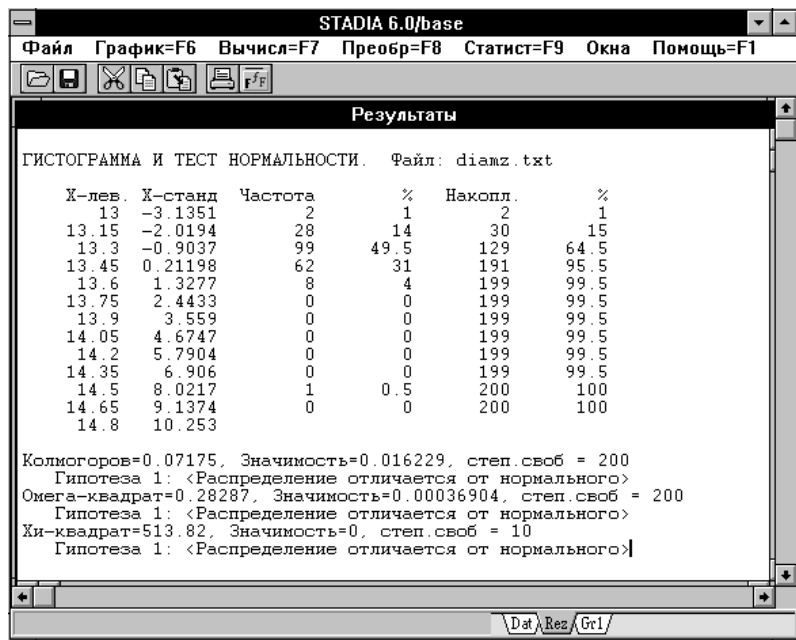 STADIA 6.0/base
Файл График=F6 Вычисл=F7 Преобр=F8 Статист=F9 Окна Помощь=F1
Результаты
ГИСТОГРАММА И ТЕСТ НОРМАЛЬНОСТИ. Файл: diamz.txt
X-лев. X-станд Частота % Накопл. %
13 -3.1351 2 1 2 1
13.15 -2.0194 28 14 30 15
13.3 -0.9037 99 49.5 129 64.5
13.45 0.21198 62 31 191 95.5
13.6 1.3277 8 4 199 99.5
13.75 2.4433 0 0 199 99.5
13.9 3.559 0 0 199 99.5
14.05 4.6747 0 0 199 99.5
14.2 5.7904 0 0 199 99.5
14.35 6.906 0 0 199 99.5
14.5 8.0217 1 0.5 200 100
14.65 9.1374 0 0 200 100
14.8 10.253
Колмогоров=0.07175, Значимость=0.016229, степ.своб = 200
Гипотеза 1: <Распределение отличается от нормального>
Омега-квадрат=0.28287, Значимость=0.00036904, степ.своб = 200
Гипотеза 1: <Распределение отличается от нормального>
Хи-квадрат=513.82, Значимость=0, степ.своб = 10
Гипотеза 1: <Распределение отличается от нормального>
Dat Rez Gr1